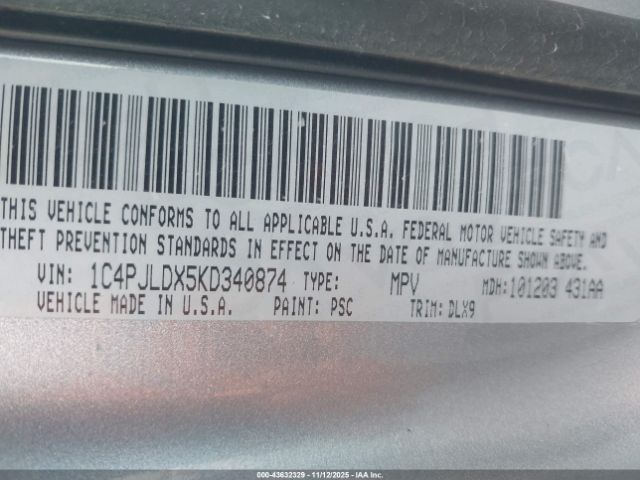 THIS VEHICLE CONFORMS TO ALL APPLICABLE U.S.A. FEDERAL MOTOR VEHICLE SAFETY AND
THEFT PREVENTION STANDARDS IN EFFECT ON THE DATE OF MANUFACTURE SHOWN ABOVE.
VIN: 1C4PJLDX5KD340874 TYPE: MPV MDH:101203 431AA
VEHICLE MADE IN U.S.A. PAINT: PSC TRIM: DLX9
000-43632329 - 11/12/2025 - IAA Inc.